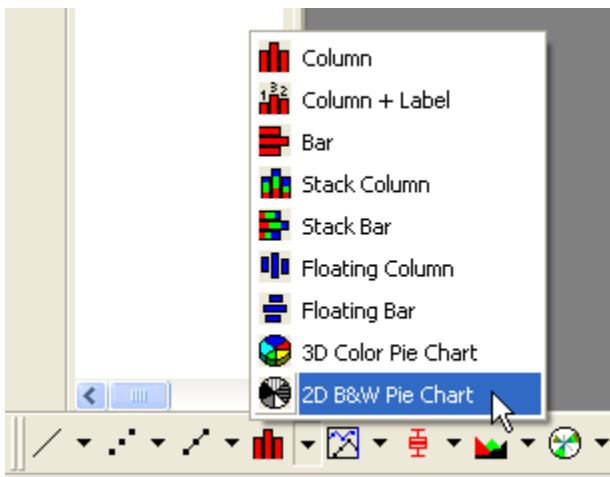 Column
132
Column + Label
Bar
Stack Column
Stack Bar
Floating Column
Floating Bar
3D Color Pie Chart
2D B&W Pie Chart